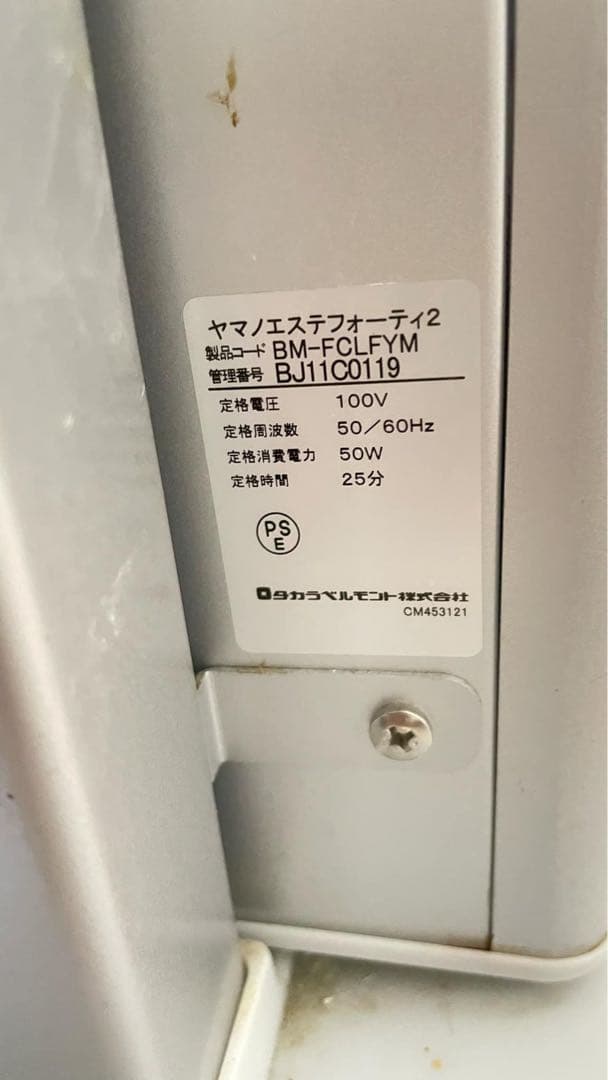 ヤマノエステフォーティ2
製品コード BM-FCLFYM
管理番号 BJ11C0119
定格電圧 100V
定格周波数 50/60Hz
定格消費電力 50W
定格時間 25分
PS
E
タカラベルモント株式会社
CM453121